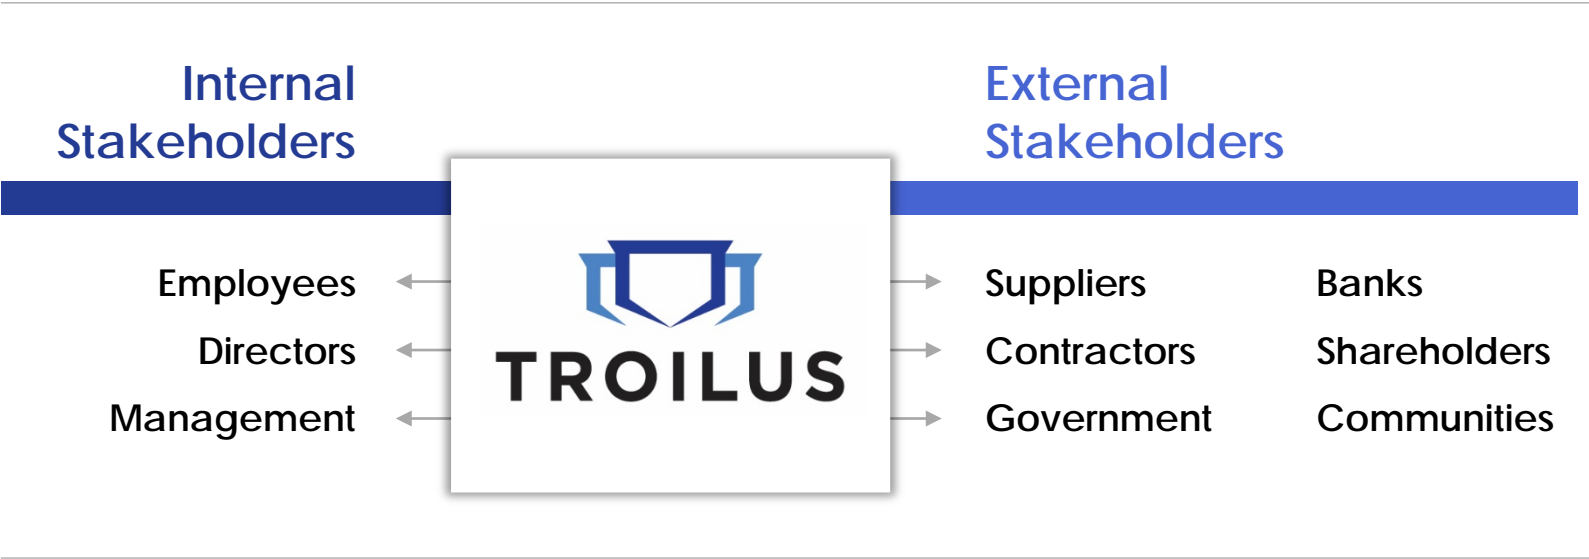 Internal
Stakeholders
External
Stakeholders
Employees
Directors
Management
TROILUS
Suppliers
Contractors
Government
Banks
Shareholders
Communities